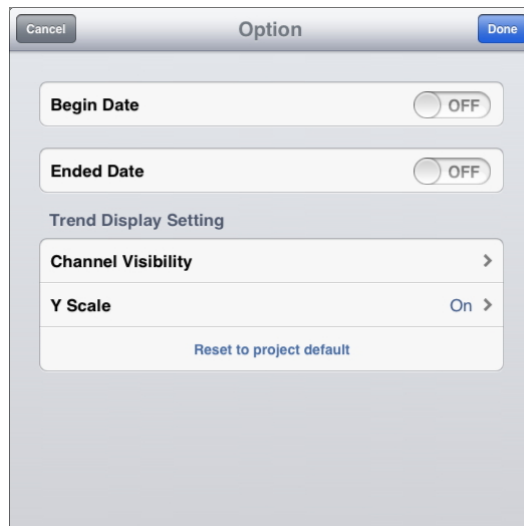 Cancel Option Done
Begin Date OFF
Ended Date OFF
Trend Display Setting
Channel Visibility
Y Scale On
Reset to project default